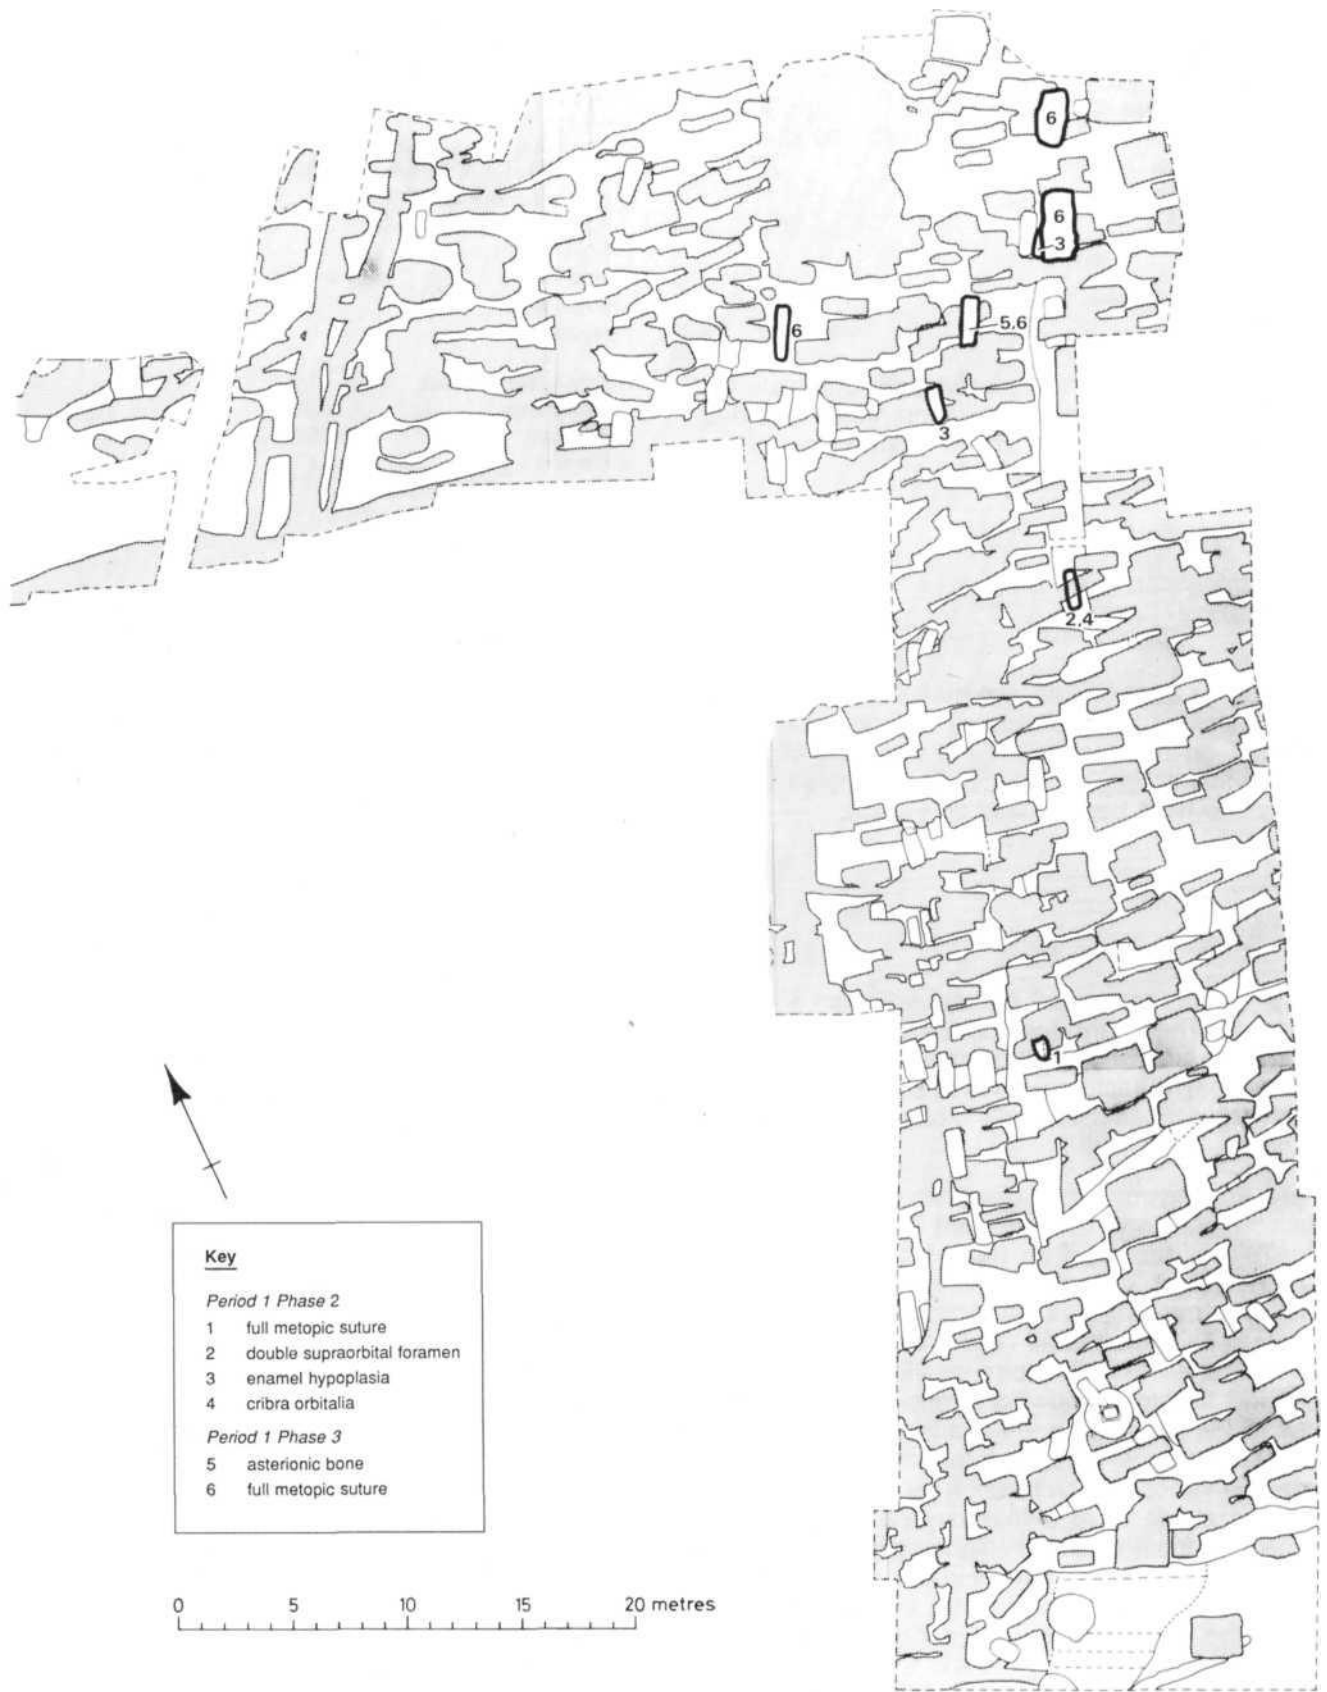 6
6
3
6
5,6
3
2,4
1
Key
Period 1 Phase 2
1 full metopic suture
2 double supraorbital foramen
3 enamel hypoplasia
4 cribra orbitalia
Period 1 Phase 3
5 asterionic bone
6 full metopic suture
0 5 10 15 20 metres